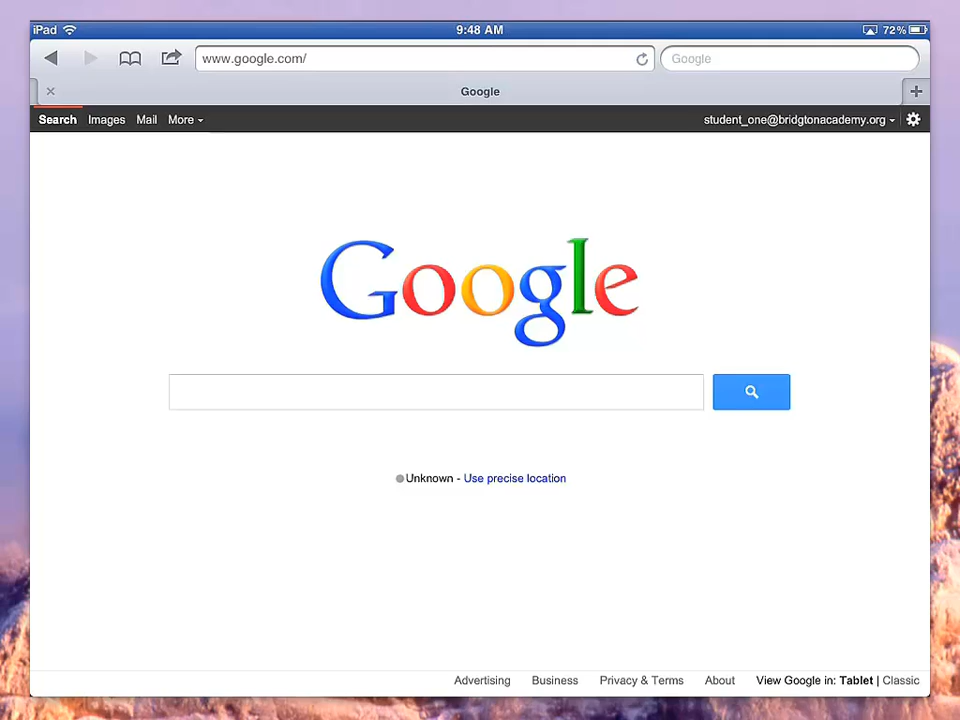 iPad 9:48 AM 72%
www.google.com/ Google
Google
Search Images Mail More student_one@bridgtonacademy.org
Google
Unknown - Use precise location
Advertising Business Privacy & Terms About View Google in: Tablet | Classic